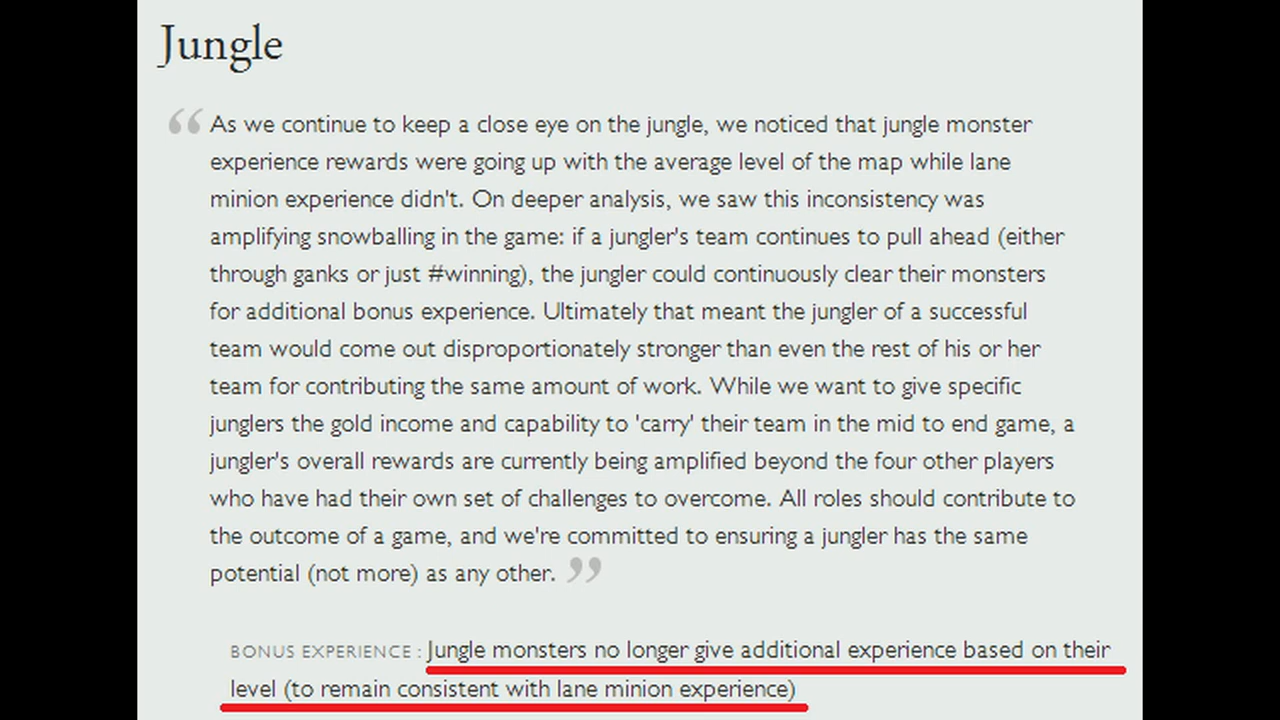 Jungle
“ As we continue to keep a close eye on the jungle, we noticed that jungle monster
experience rewards were going up with the average level of the map while lane
minion experience didn't. On deeper analysis, we saw this inconsistency was
amplifying snowballing in the game: if a jungler's team continues to pull ahead (either
through ganks or just #winning), the jungler could continuously clear their monsters
for additional bonus experience. Ultimately that meant the jungler of a successful
team would come out disproportionately stronger than even the rest of his or her
team for contributing the same amount of work. While we want to give specific
junglers the gold income and capability to 'carry' their team in the mid to end game, a
jungler's overall rewards are currently being amplified beyond the four other players
who have had their own set of challenges to overcome. All roles should contribute to
the outcome of a game, and we're committed to ensuring a jungler has the same
potential (not more) as any other. ”
BONUS EXPERIENCE : Jungle monsters no longer give additional experience based on their
level (to remain consistent with lane minion experience)